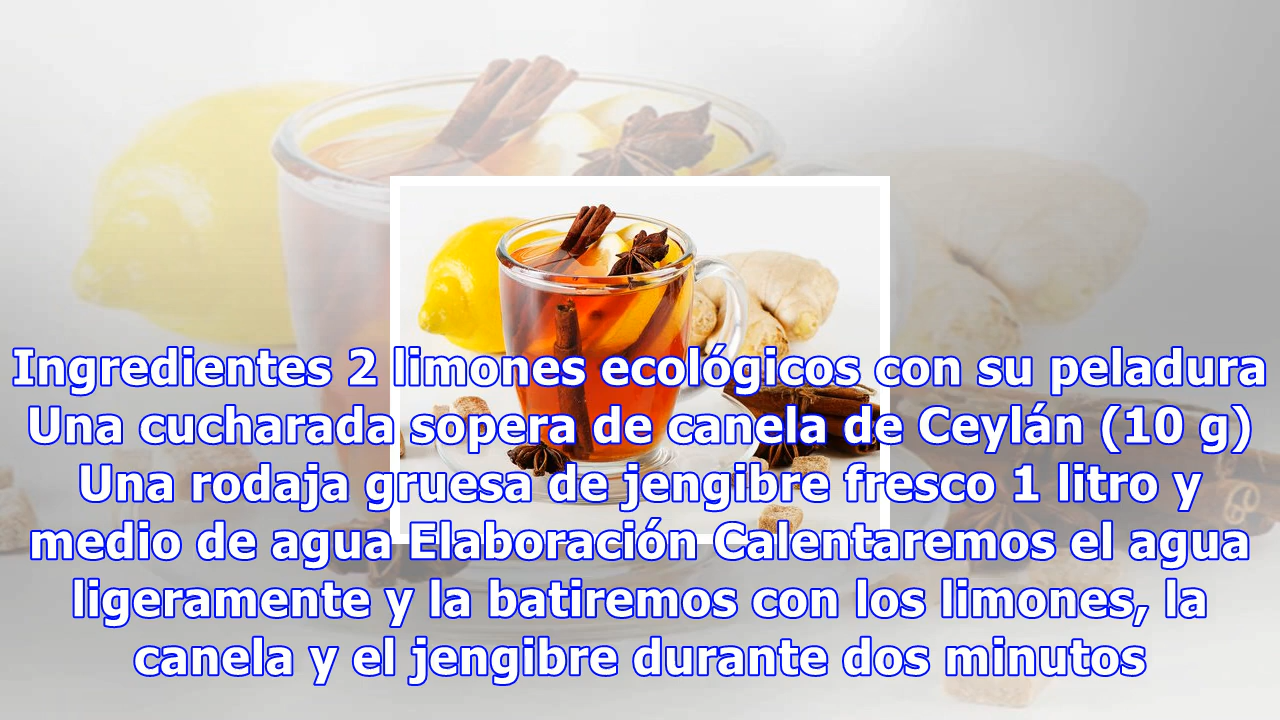 Ingredientes 2 limones ecológicos con su peladura
Una cucharada sopera de canela de Ceylán (10 g)
Una rodaja gruesa de jengibre fresco 1 litro y
medio de agua Elaboración Calentaremos el agua
ligeramente y la batiremos con los limones, la
canela y el jengibre durante dos minutos